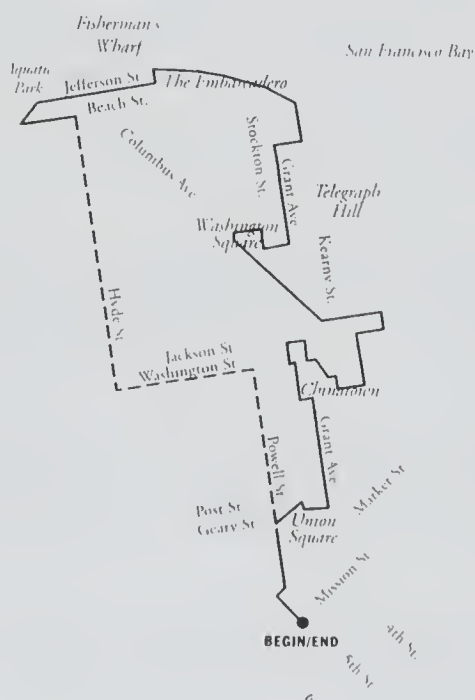 Fisherman's
Wharf
San Francisco Bay
Aquatic
Park
Jefferson St.
The Embarcadero
Beach St.
Columbus Ave
Stockton St.
Grant Ave
Telegraph
Hill
Washington
Square
Kearny St.
Hyde St
Jackson St
Washington St
Chinatown
Grant Ave
Powell St
Market St
Post St
Geary St
Union
Square
Mission St
BEGIN/END
4th St.
5th St